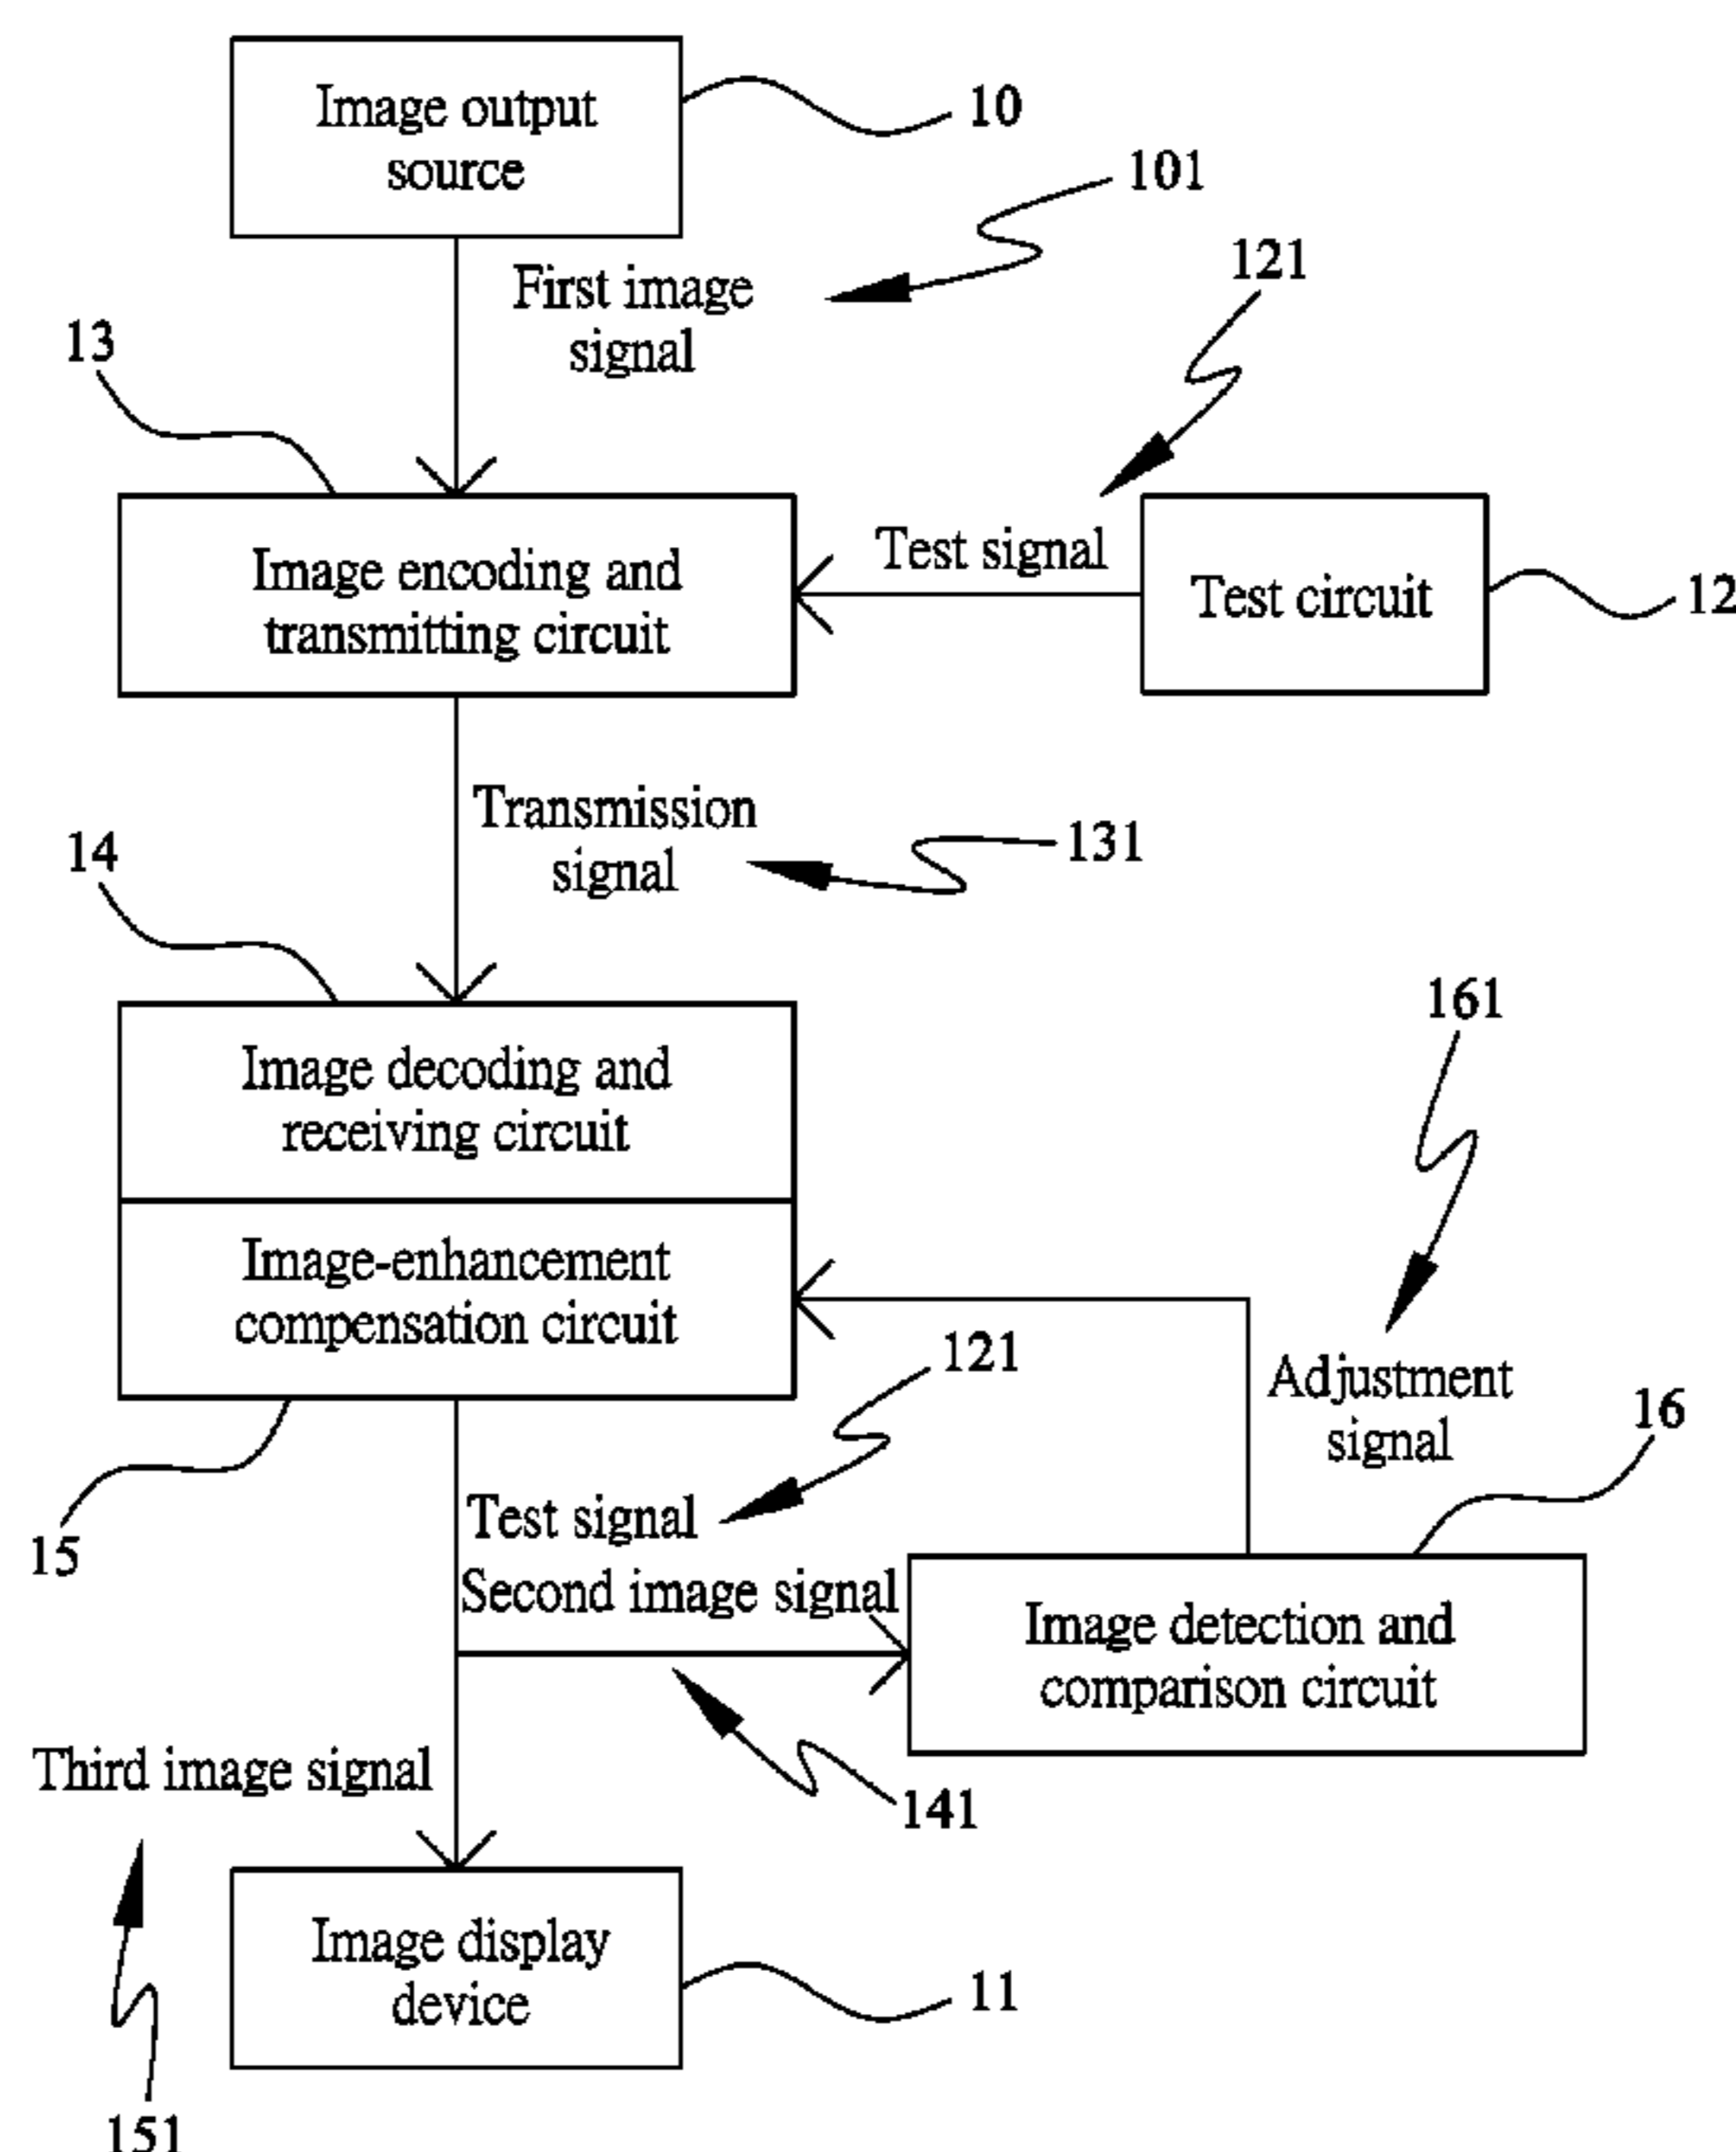 Image output
source
10
101
First image
signal
121
13
Image encoding and
transmitting circuit
Test signal
Test circuit
12
Transmission
signal
131
14
Image decoding and
receiving circuit
161
Image-enhancement
compensation circuit
121
Adjustment
signal
16
15
Test signal
Second image signal
Image detection and
comparison circuit
141
Third image signal
Image display
device
11
151